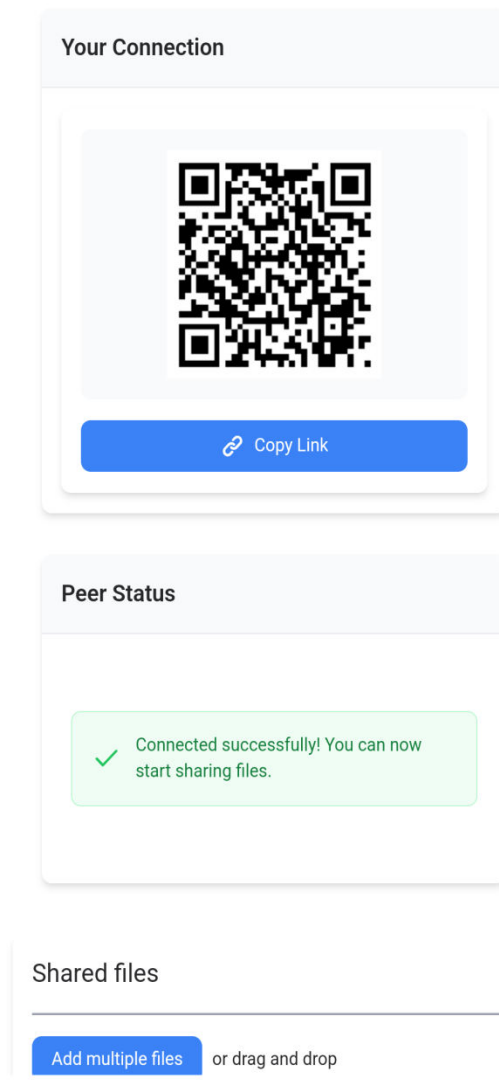 Your Connection
Copy Link
Peer Status
Connected successfully! You can now
start sharing files.
Shared files
Add multiple files or drag and drop